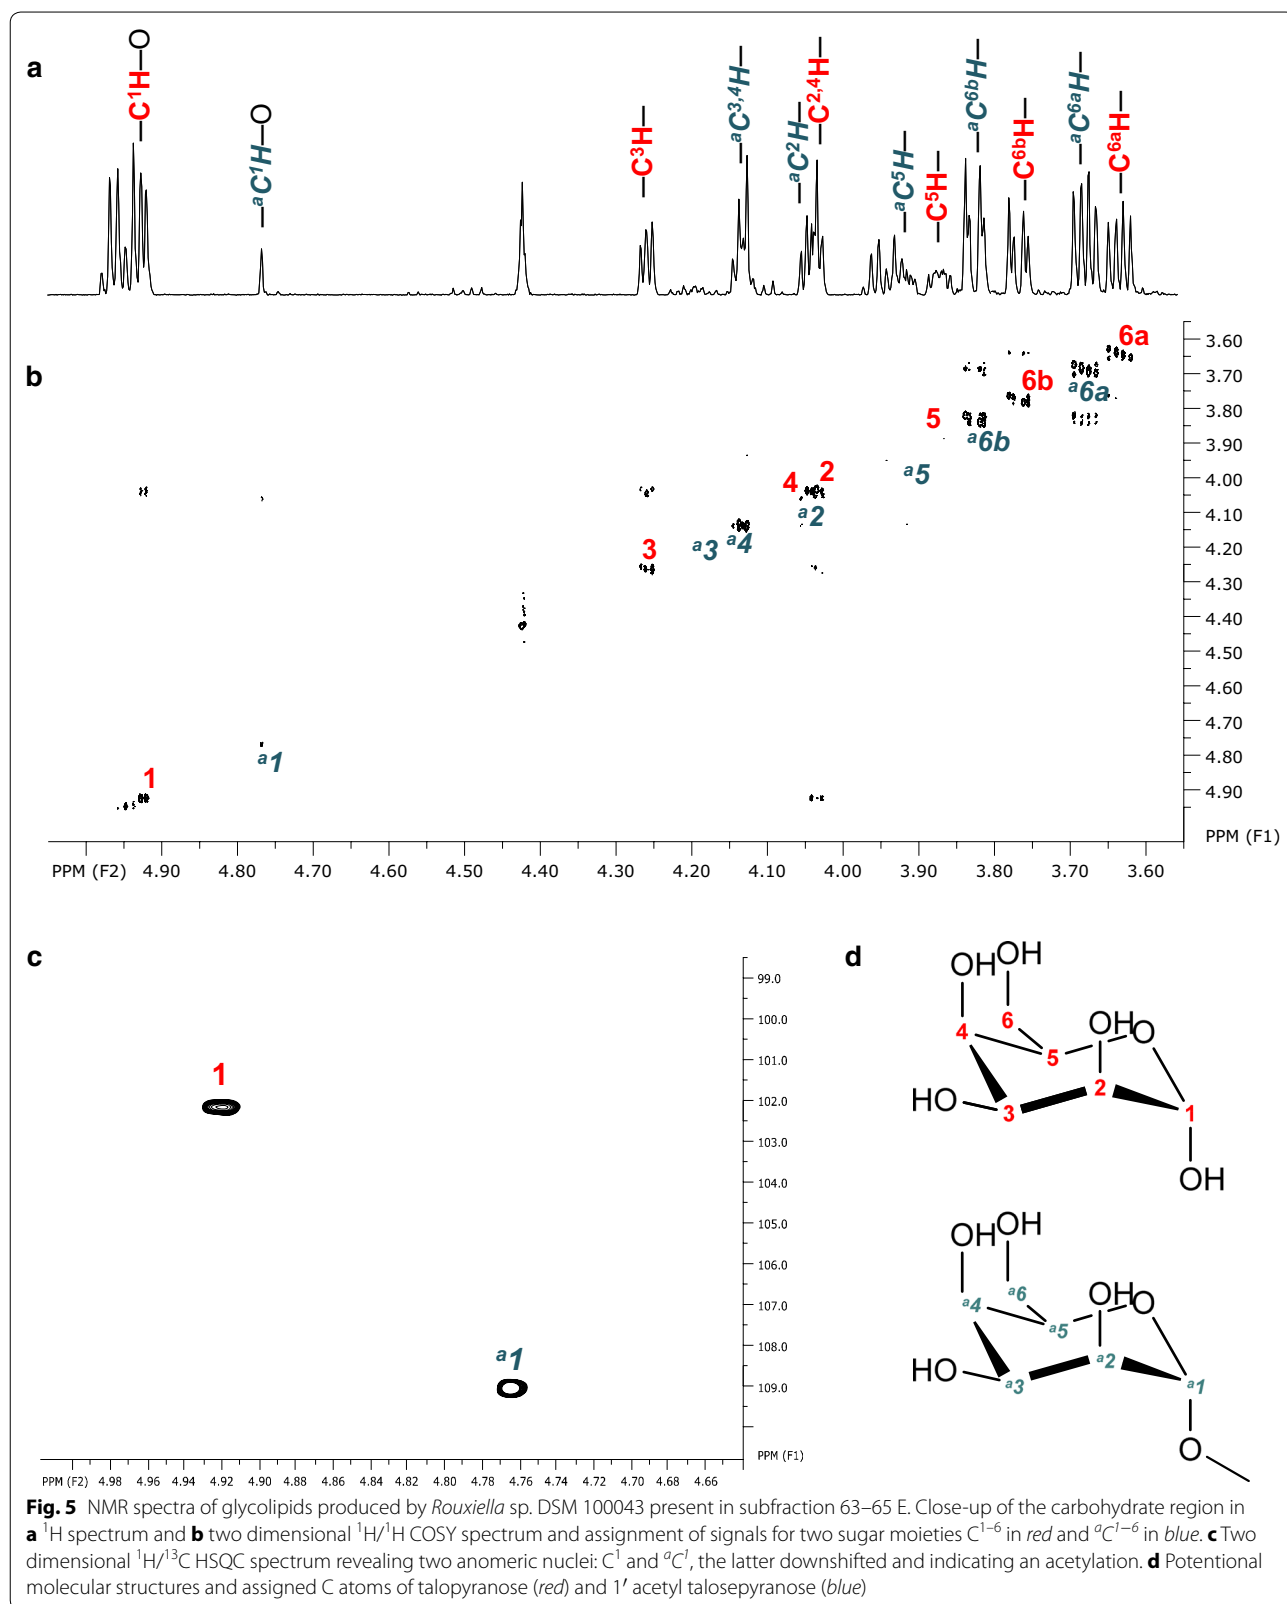 a
C¹H—O
ᵃC¹H—O
C³H—
ᵃC³,⁴H—
ᵃC²H—
C²,⁴H—
ᵃC⁵H—
C⁵H—
ᵃC⁶ᵇH—
C⁶ᵇH—
ᵃC⁶ᵃH—
C⁶ᵃH—
b
6a
6b
ᵃ6a
5
ᵃ6b
ᵃ5
4 2
ᵃ2
3
ᵃ3 ᵃ4
ᵃ1
1
3.60
3.70
3.80
3.90
4.00
4.10
4.20
4.30
4.40
4.50
4.60
4.70
4.80
4.90
PPM (F1)
PPM (F2) 4.90 4.80 4.70 4.50 4.40 4.30 4.20 4.10 4.00 3.90 3.80 3.70 3.60
c
1
ᵃ1
99.0
100.0
101.0
102.0
103.0
104.0
105.0
106.0
107.0
108.0
109.0
PPM (F1)
PPM (F2) 4.98 4.96 4.94 4.92 4.90 4.88 4.86 4.84 4.82 4.80 4.78 4.76 4.74 4.72 4.70 4.68 4.66
d
OH OH
6
4
OH O
5
HO
3
2
1
OH
OH OH
ᵃ6
ᵃ4
OH O
ᵃ5
HO
ᵃ3
ᵃ2
ᵃ1
O
Fig. 5 NMR spectra of glycolipids produced by Rouxiella sp. DSM 100043 present in subfraction 63–65 E. Close-up of the carbohydrate region in
a ¹H spectrum and b two dimensional ¹H/¹H COSY spectrum and assignment of signals for two sugar moieties C¹⁻⁶ in red and ᵃC¹⁻⁶ in blue. c Two
dimensional ¹H/¹³C HSQC spectrum revealing two anomeric nuclei: C¹ and ᵃC¹, the latter downshifted and indicating an acetylation. d Potentional
molecular structures and assigned C atoms of talopyranose (red) and 1′ acetyl talosepyranose (blue)